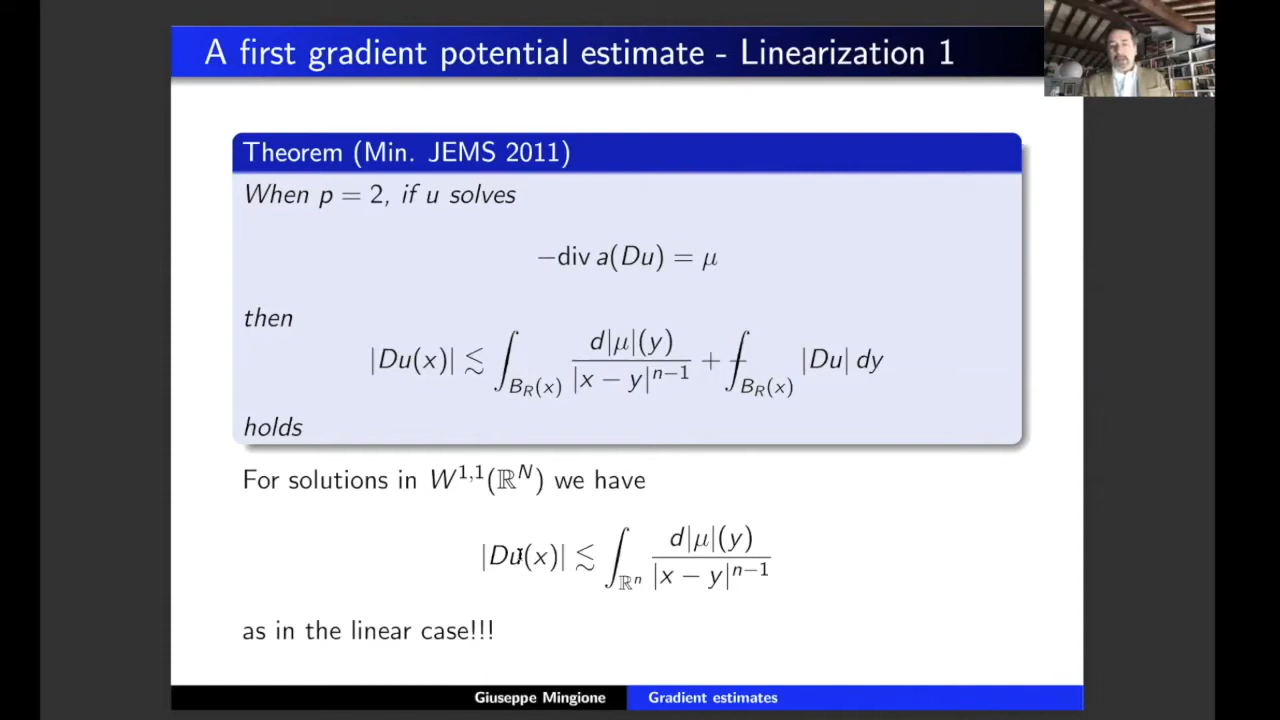 A first gradient potential estimate - Linearization 1
Theorem (Min. JEMS 2011)
When p = 2, if u solves
−div a(Du) = μ
then
|Du(x)| ≲ ∫_{B_R(x)} d|μ|(y) / |x − y|^{n−1} + ⨍_{B_R(x)} |Du| dy
holds
For solutions in W^{1,1}(ℝ^N) we have
|Du(x)| ≲ ∫_{ℝ^n} d|μ|(y) / |x − y|^{n−1}
as in the linear case!!!
Giuseppe Mingione Gradient estimates